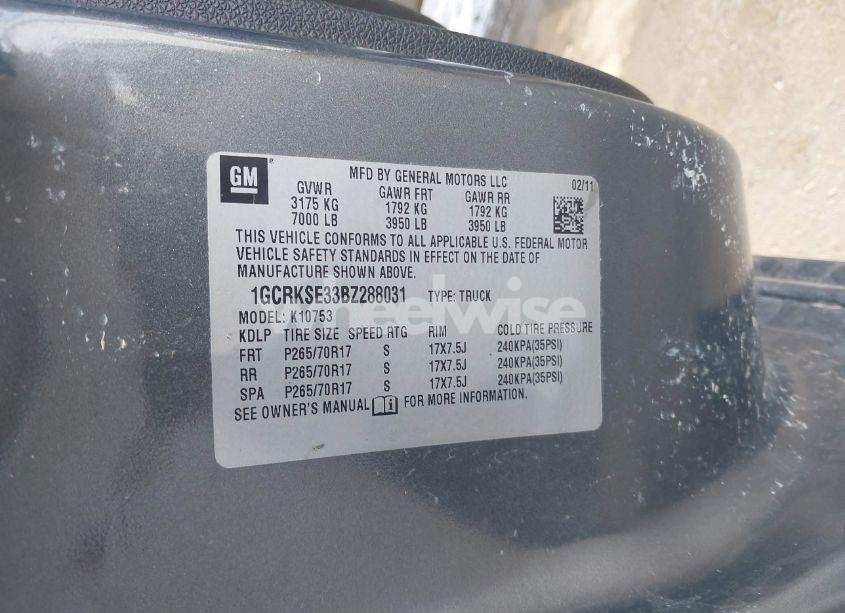 GM
MFD BY GENERAL MOTORS LLC
02/11
GVWR GAWR FRT GAWR RR
3175 KG 1792 KG 1792 KG
7000 LB 3950 LB 3950 LB
THIS VEHICLE CONFORMS TO ALL APPLICABLE U.S. FEDERAL MOTOR
VEHICLE SAFETY STANDARDS IN EFFECT ON THE DATE OF
MANUFACTURE SHOWN ABOVE.
1GCRKSE33BZ288031 TYPE: TRUCK
MODEL: K10753
KDLP TIRE SIZE SPEED RTG RIM COLD TIRE PRESSURE
FRT P265/70R17 S 17X7.5J 240KPA(35PSI)
RR P265/70R17 S 17X7.5J 240KPA(35PSI)
SPA P265/70R17 S 17X7.5J 240KPA(35PSI)
SEE OWNER'S MANUAL FOR MORE INFORMATION.